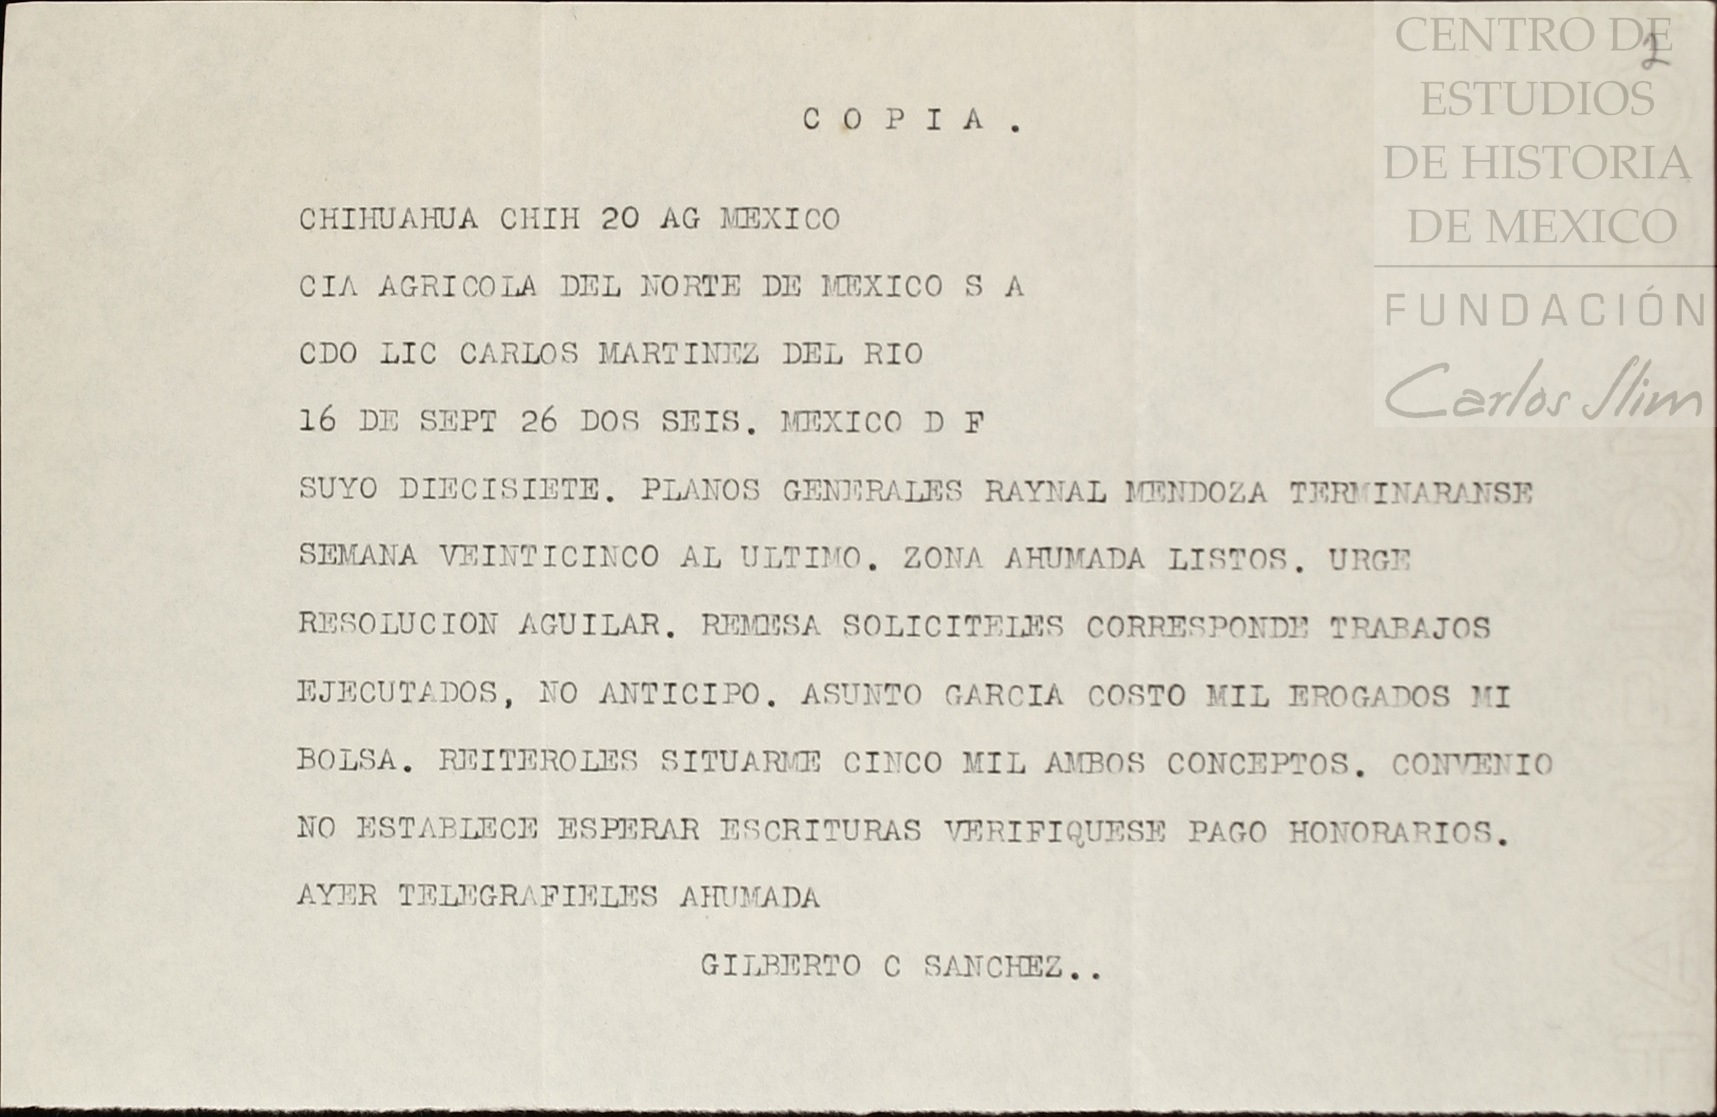 CENTRO DE
ESTUDIOS
DE HISTORIA
DE MEXICO
FUNDACIÓN
Carlos Slim
2
C O P I A .
CHIHUAHUA CHIH 20 AG MEXICO
CIA AGRICOLA DEL NORTE DE MEXICO S A
CDO LIC CARLOS MARTINEZ DEL RIO
16 DE SEPT 26 DOS SEIS. MEXICO D F
SUYO DIECISIETE. PLANOS GENERALES RAYNAL MENDOZA TERMINARANSE
SEMANA VEINTICINCO AL ULTIMO. ZONA AHUMADA LISTOS. URGE
RESOLUCION AGUILAR. REMESA SOLICITELES CORRESPONDE TRABAJOS
EJECUTADOS, NO ANTICIPO. ASUNTO GARCIA COSTO MIL EROGADOS MI
BOLSA. REITEROLES SITUARME CINCO MIL AMBOS CONCEPTOS. CONVENIO
NO ESTABLECE ESPERAR ESCRITURAS VERIFIQUESE PAGO HONORARIOS.
AYER TELEGRAFIELES AHUMADA
GILBERTO C SANCHEZ..